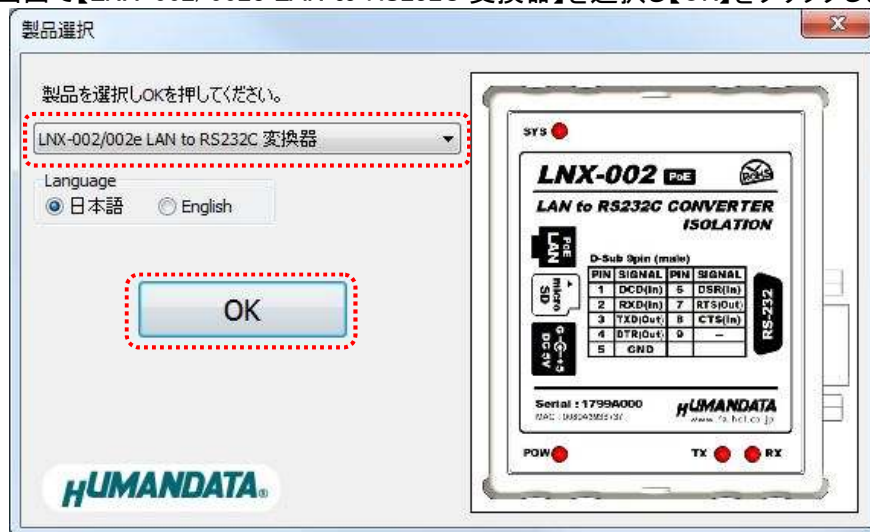 製品選択
製品を選択しOKを押してください。
LNX-002/002e LAN to RS232C 変換器
Language
日本語 English
OK
HUMANDATA®
SYS
LNX-002 PoE RoHS
LAN to RS232C CONVERTER
ISOLATION
PoE
LAN
micro
SD
DC 5V
D-Sub 9pin (male)
PIN SIGNAL PIN SIGNAL
1 DCD(In) 6 DSR(In)
2 RXD(In) 7 RTS(Out)
3 TXD(Out) 8 CTS(In)
4 DTR(Out) 9 –
5 GND
RS-232
Serial : 1799A000
HUMANDATA
POW TX RX